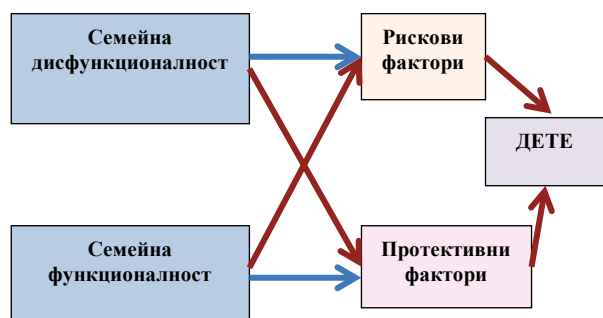 Семейна
дисфункционалност
Рискови
фактори
ДЕТЕ
Семейна
функционалност
Протективни
фактори